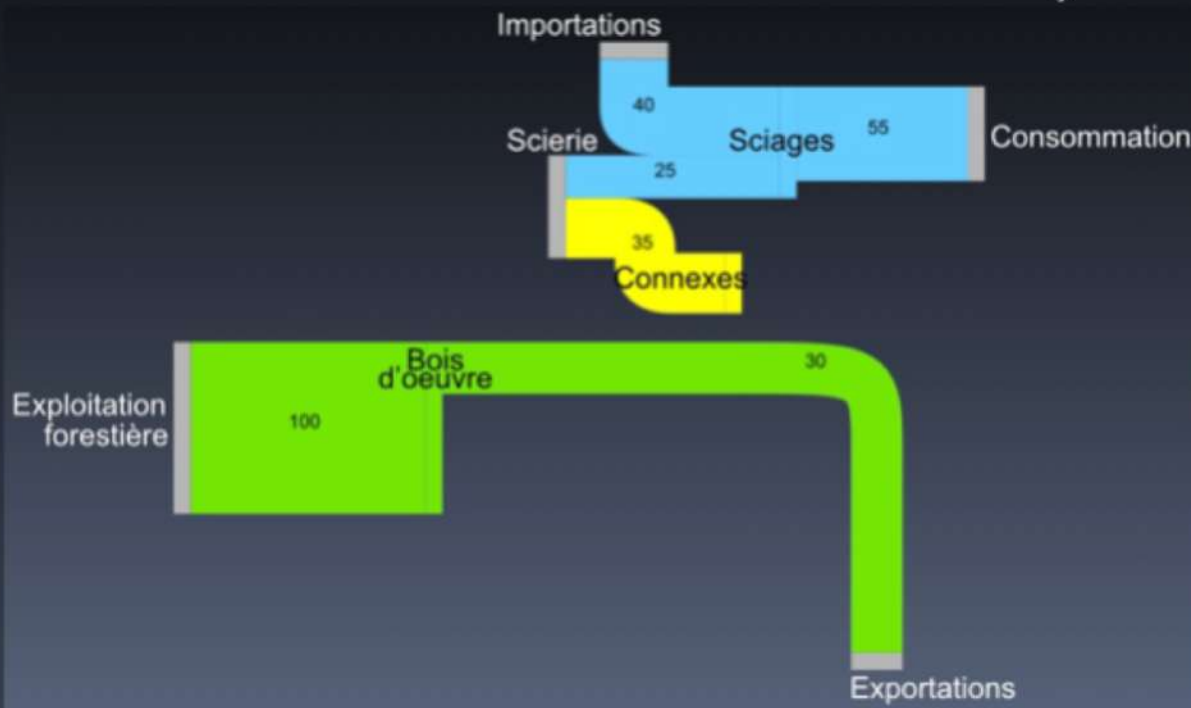 Importations
40
Scierie
Sciages
55
Consommation
25
35
Connexes
Bois
d'oeuvre
30
Exploitation
forestière
100
Exportations